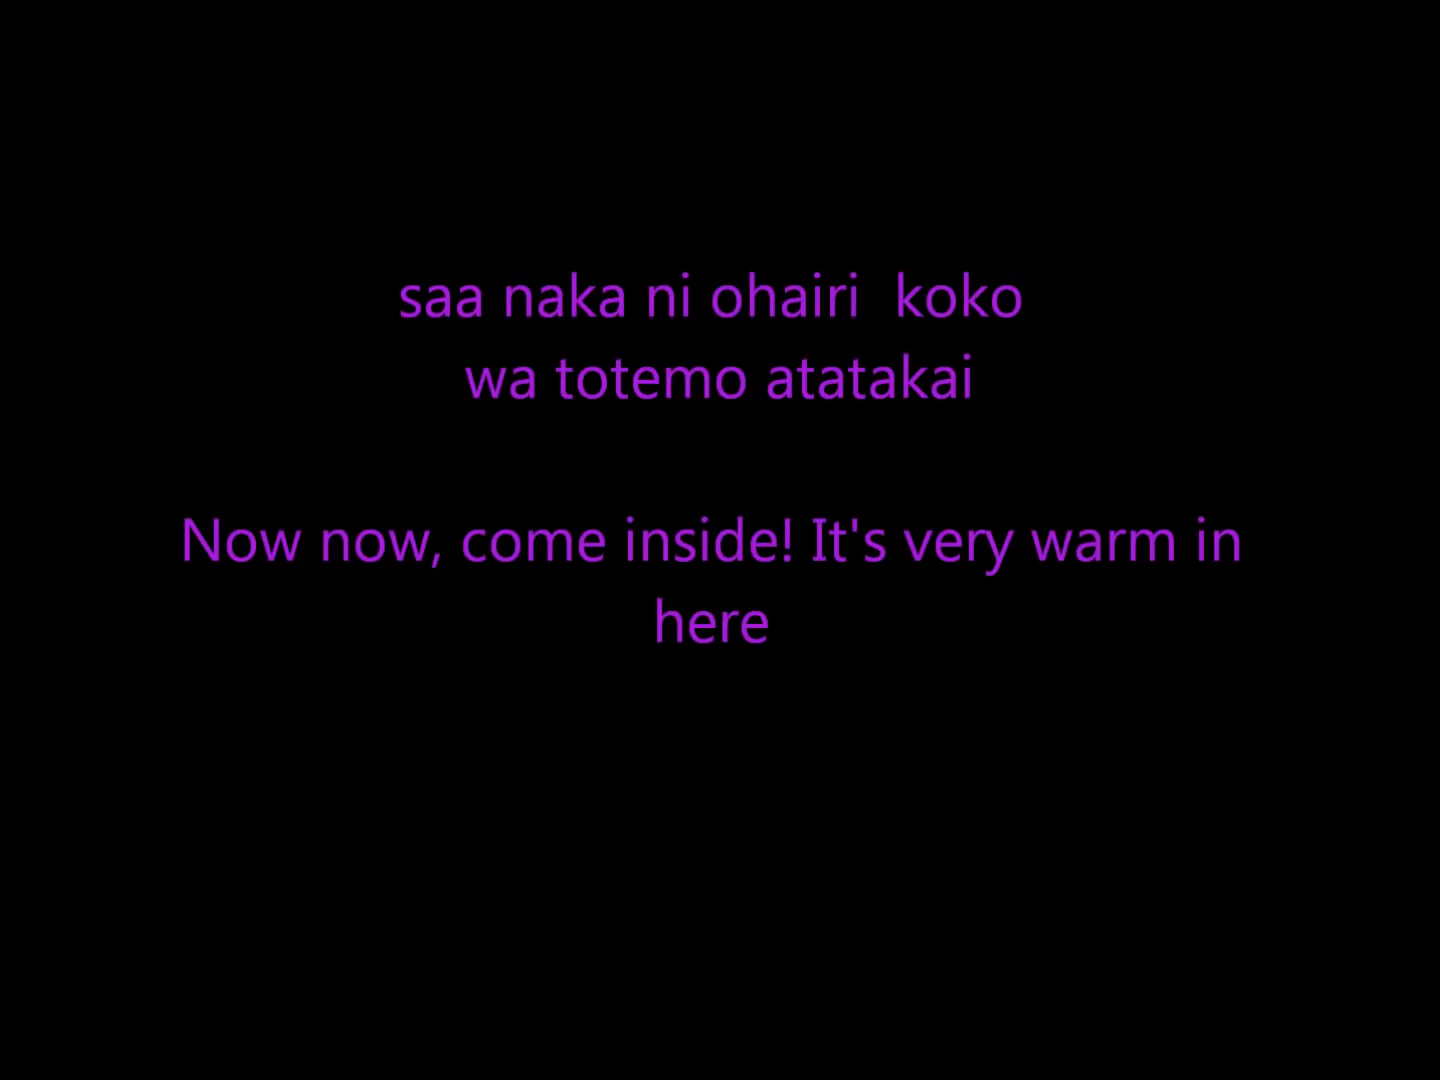 saa naka ni ohairi  koko
wa totemo atatakai
Now now, come inside! It's very warm in
here